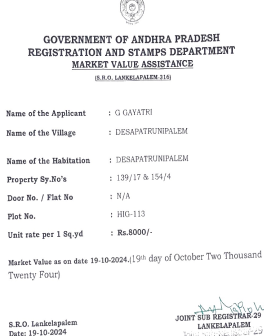 GOVERNMENT OF ANDHRA PRADESH
REGISTRATION AND STAMPS DEPARTMENT
MARKET VALUE ASSISTANCE
(S.R.O. LANKELAPALEM-216)
Name of the Applicant : G GAYATRI
Name of the Village : DESAPATRUNIPALEM
Name of the Habitation : DESAPATRUNIPALEM
Property Sy.No's : 139/17 & 154/4
Door No. / Flat No : N/A
Plot No. : HIG-113
Unit rate per 1 Sq.yd : Rs.8000/-
Market Value as on date 19-10-2024.(19th day of October Two Thousand
Twenty Four)
JOINT SUB REGISTRAR-29
S.R.O. Lankelapalem
LANKELAPALEM
Date: 19-10-2024